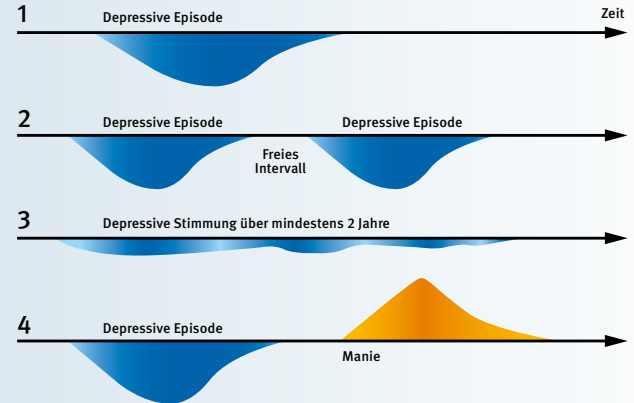 1
Depressive Episode
Zeit
2
Depressive Episode
Depressive Episode
Freies
Intervall
3
Depressive Stimmung über mindestens 2 Jahre
4
Depressive Episode
Manie